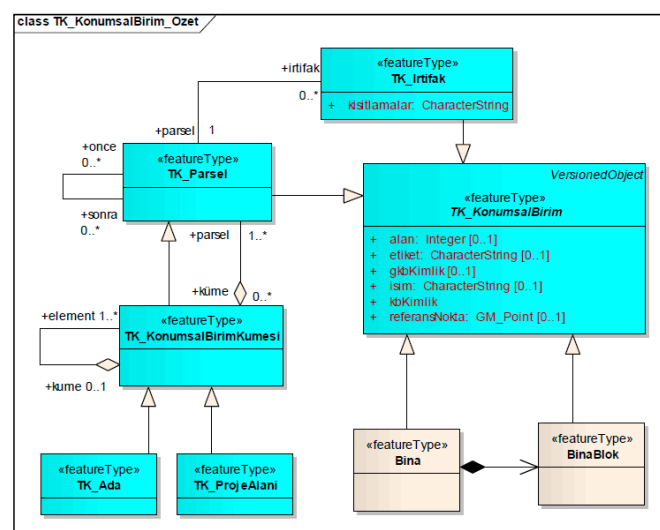 class TK_KonumsalBirim_Ozet
«featureType»
TK_Irtifak
+ kisitlamalar: CharacterString
+irtifak
0..*
+parsel 1
+once
0..*
«featureType»
TK_Parsel
+sonra
0..*
+parsel 1..*
VersionedObject
«featureType»
TK_KonumsalBirim
+ alan: Integer [0..1]
+ etiket: CharacterString [0..1]
+ gkbKimlik [0..1]
+ isim: CharacterString [0..1]
+ kbKimlik
+ referansNokta: GM_Point [0..1]
+küme 0..*
+element 1..*
«featureType»
TK_KonumsalBirimKumesi
+kume 0..1
«featureType»
TK_Ada
«featureType»
TK_ProjeAlani
«featureType»
Bina
«featureType»
BinaBlok